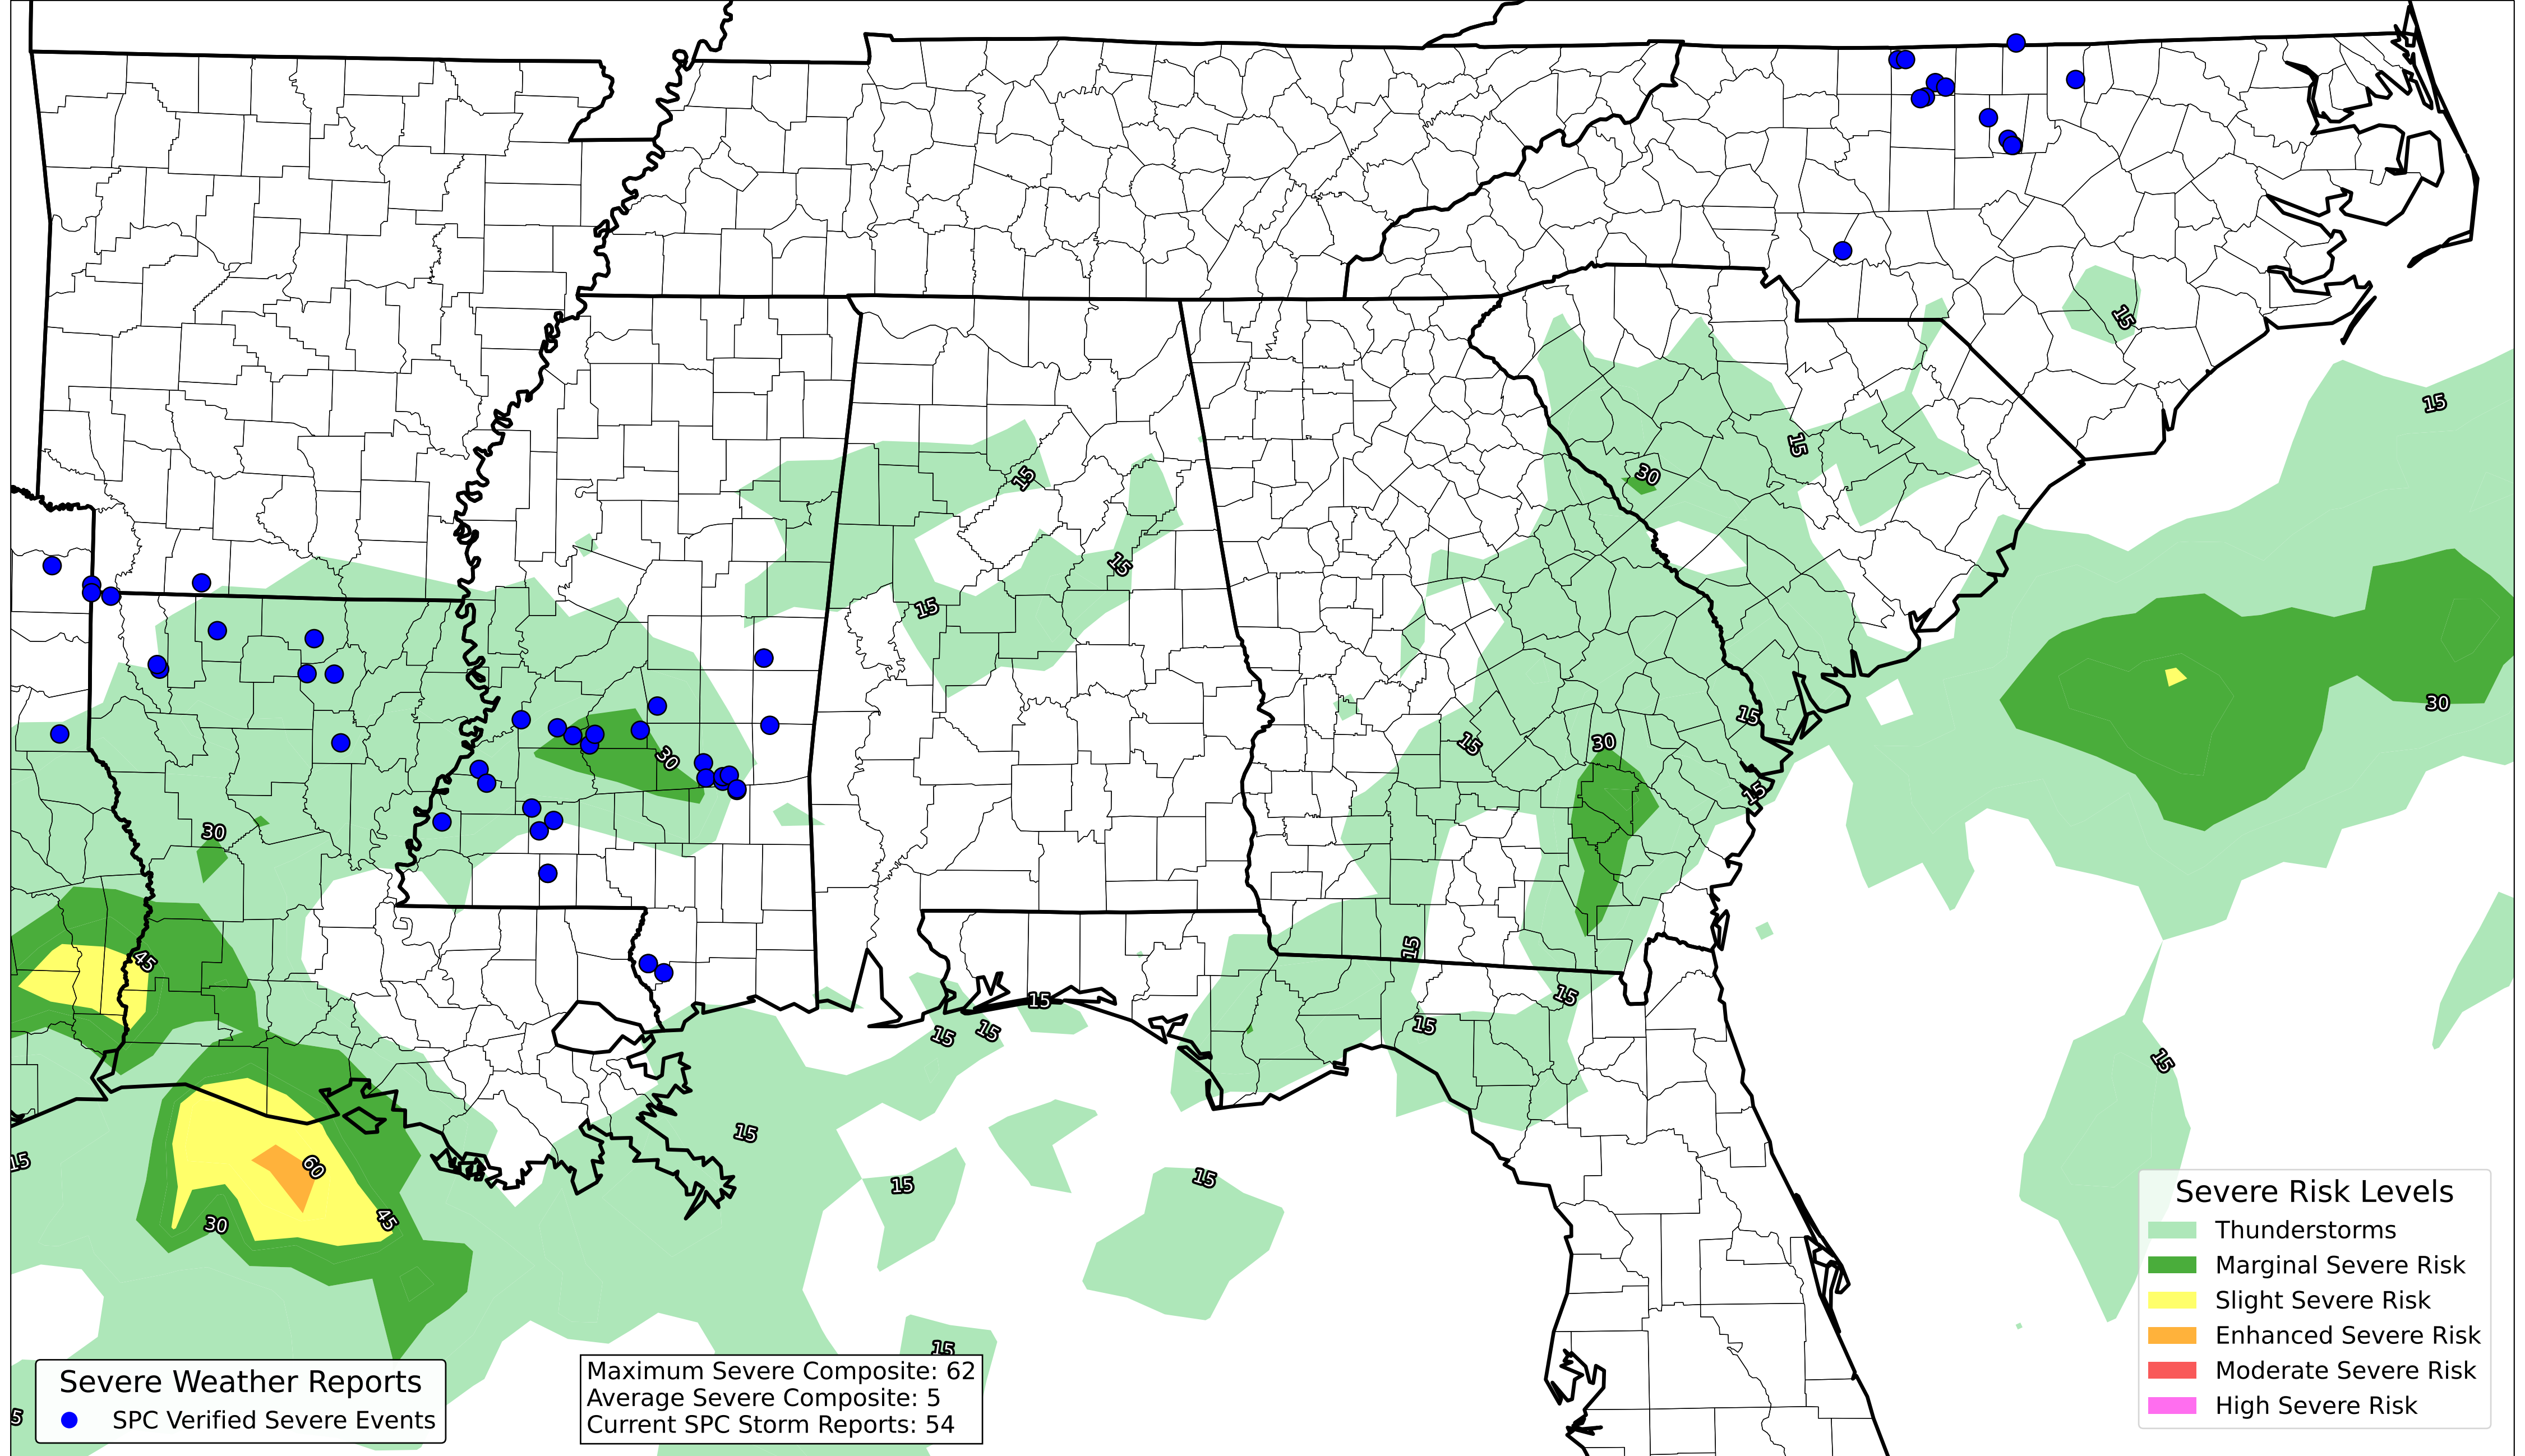 15
15
30
15
15
15
15
30
15
15
30
30
15
30
45
15
15
15
15
15
15
15
60
15
15
15
30
45
15
5
Severe Weather Reports
SPC Verified Severe Events
Maximum Severe Composite: 62
Average Severe Composite: 5
Current SPC Storm Reports: 54
Severe Risk Levels
Thunderstorms
Marginal Severe Risk
Slight Severe Risk
Enhanced Severe Risk
Moderate Severe Risk
High Severe Risk